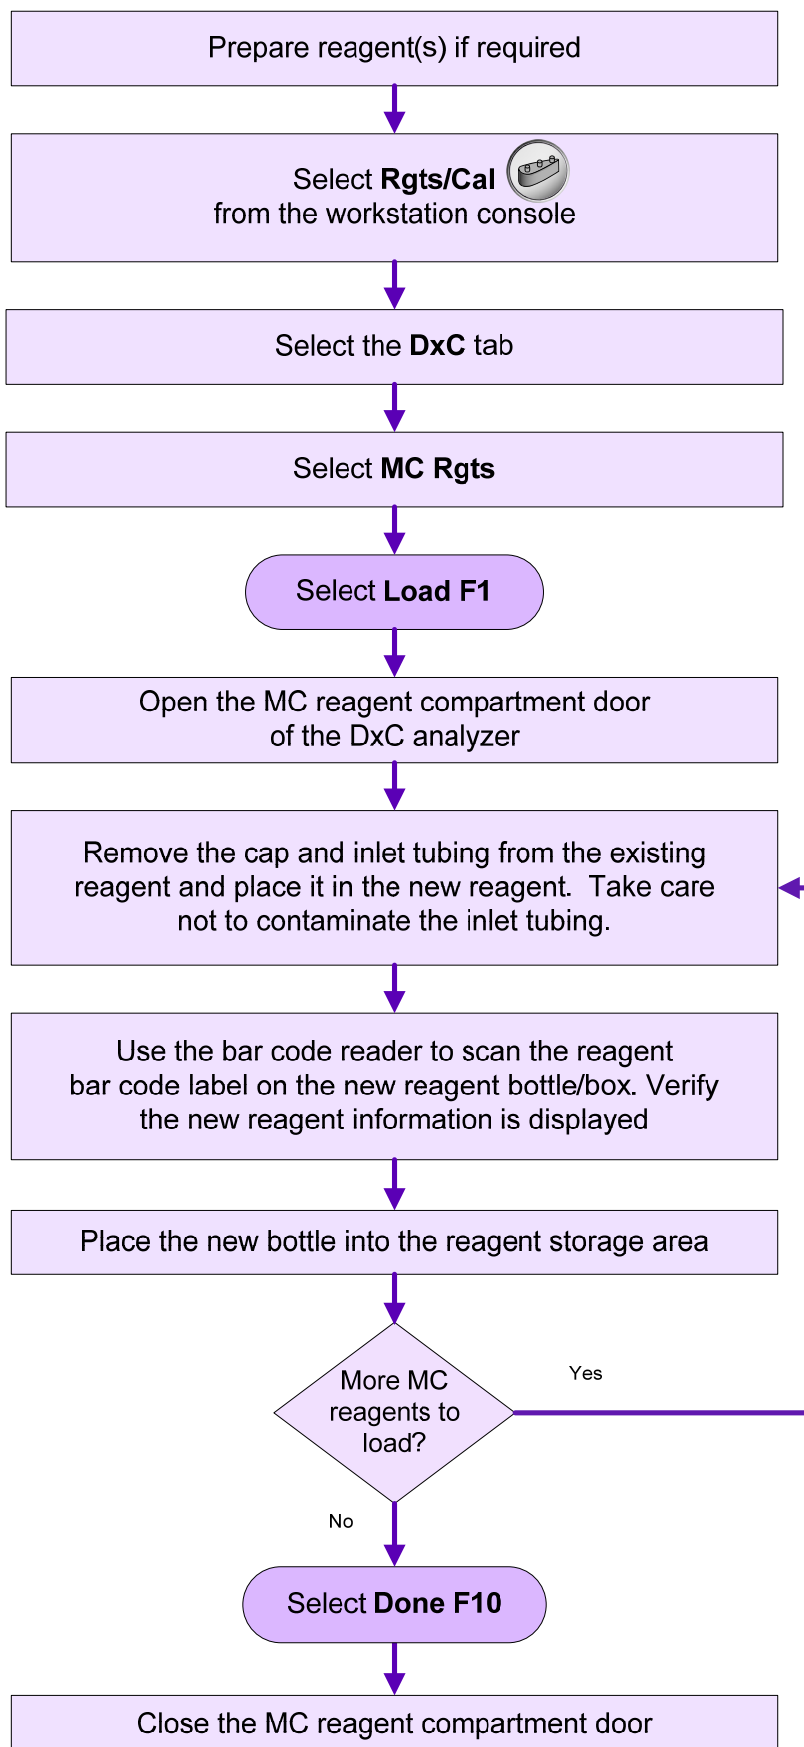 Prepare reagent(s) if required
Select Rgts/Cal
from the workstation console
Select the DxC tab
Select MC Rgts
Select Load F1
Open the MC reagent compartment door
of the DxC analyzer
Remove the cap and inlet tubing from the existing
reagent and place it in the new reagent.  Take care
not to contaminate the inlet tubing.
Use the bar code reader to scan the reagent
bar code label on the new reagent bottle/box. Verify
the new reagent information is displayed
Place the new bottle into the reagent storage area
More MC
reagents to
load?
Yes
No
Select Done F10
Close the MC reagent compartment door